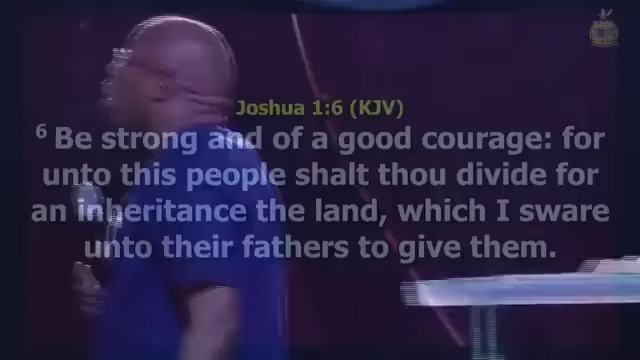 Joshua 1:6 (KJV)
6 Be strong and of a good courage: for
unto this people shalt thou divide for
an inheritance the land, which I sware
unto their fathers to give them.